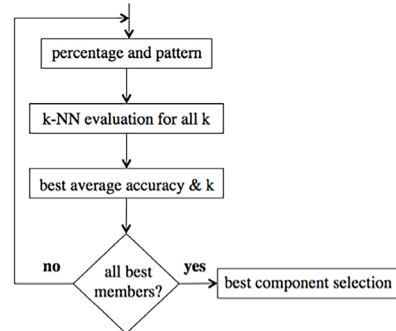 percentage and pattern
k-NN evaluation for all k
best average accuracy & k
no
all best
members?
yes
best component selection